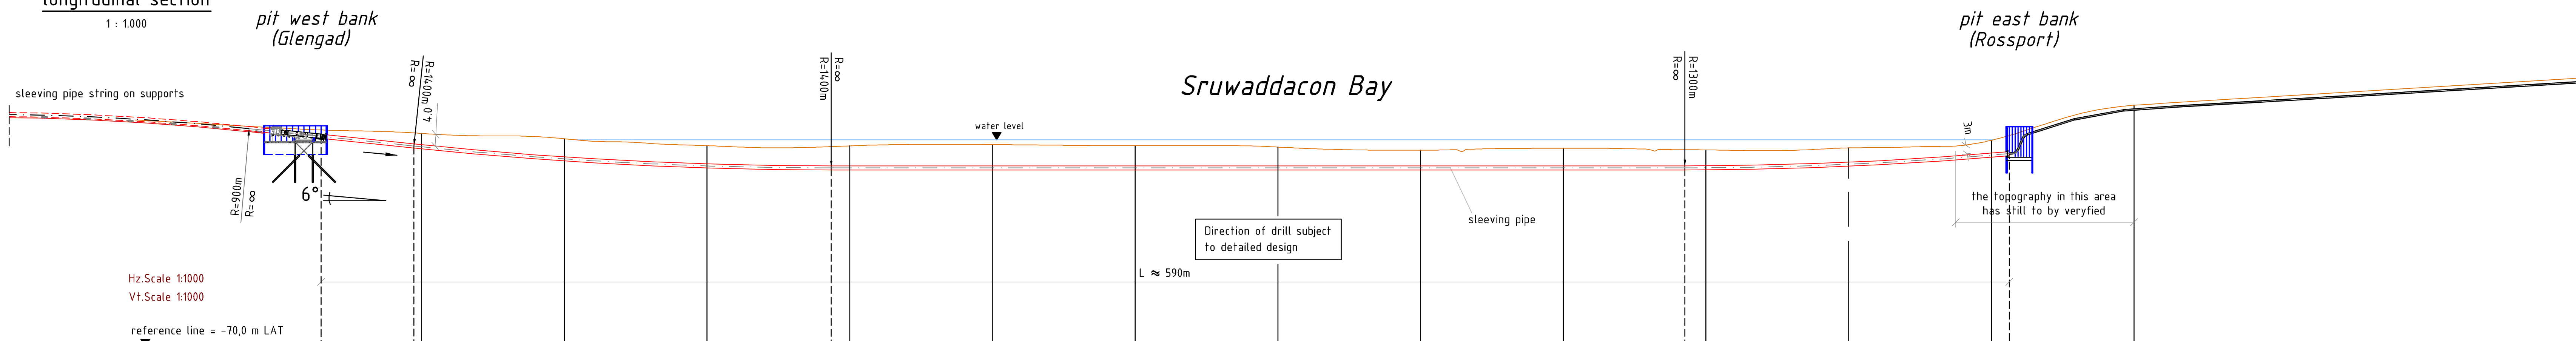 longitudinal section
1 : 1.000
pit west bank
(Glengad)
pit east bank
(Rossport)
sleeving pipe string on supports
R=∞
R=1400m
4,0
R=1400m
R=∞
Sruwaddacon Bay
R=∞
R=1300m
water level
3m
R=900m
R=∞
6°
the topography in this area
has still to by veryfied
sleeving pipe
Direction of drill subject
to detailed design
L ≈ 590m
Hz.Scale 1:1000
Vt.Scale 1:1000
reference line = -70,0 m LAT